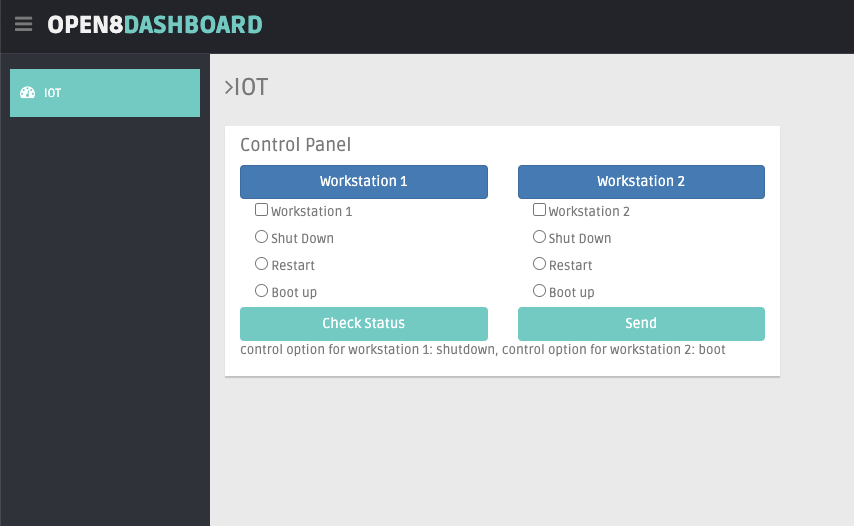 OPEN8DASHBOARD
IOT
>IOT
Control Panel
Workstation 1
Workstation 2
Workstation 1
Workstation 2
Shut Down
Shut Down
Restart
Restart
Boot up
Boot up
Check Status
Send
control option for workstation 1: shutdown, control option for workstation 2: boot